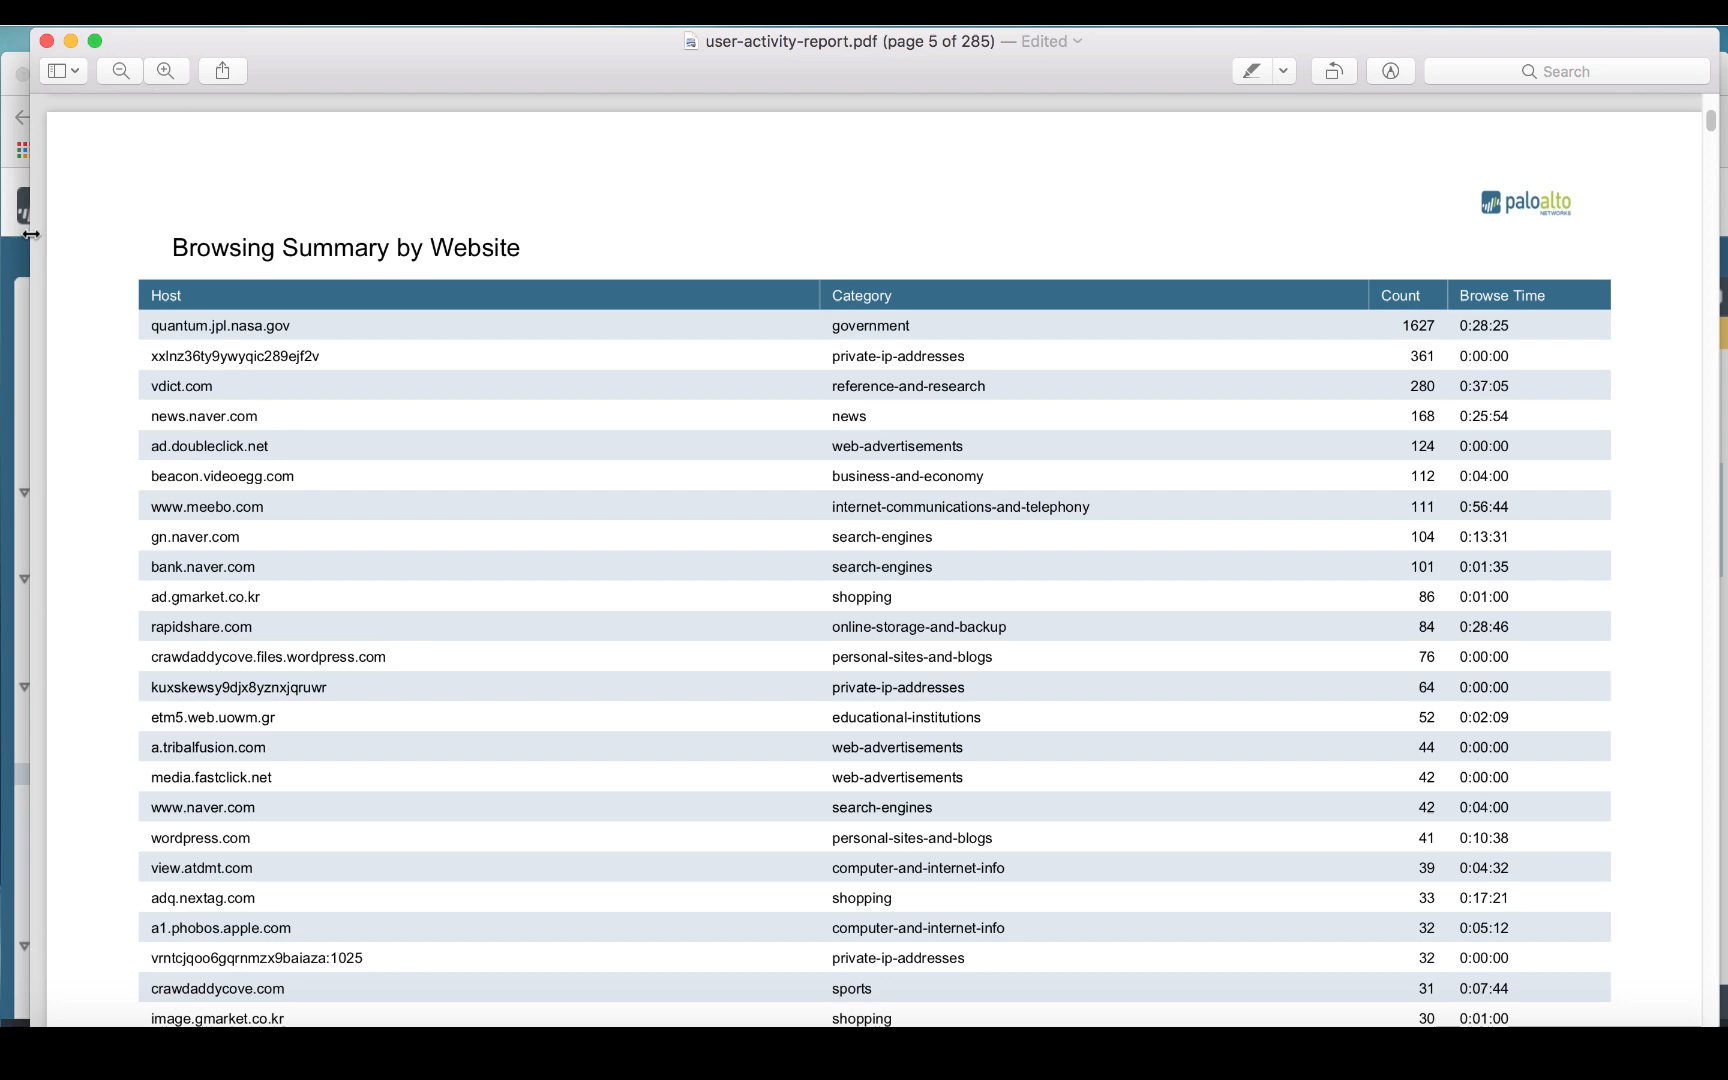 user-activity-report.pdf (page 5 of 285) — Edited
Search
paloalto
NETWORKS
Browsing Summary by Website
Host Category Count Browse Time
quantum.jpl.nasa.gov government 1627 0:28:25
xxlnz36ty9ywyqic289ejf2v private-ip-addresses 361 0:00:00
vdict.com reference-and-research 280 0:37:05
news.naver.com news 168 0:25:54
ad.doubleclick.net web-advertisements 124 0:00:00
beacon.videoegg.com business-and-economy 112 0:04:00
www.meebo.com internet-communications-and-telephony 111 0:56:44
gn.naver.com search-engines 104 0:13:31
bank.naver.com search-engines 101 0:01:35
ad.gmarket.co.kr shopping 86 0:01:00
rapidshare.com online-storage-and-backup 84 0:28:46
crawdaddycove.files.wordpress.com personal-sites-and-blogs 76 0:00:00
kuxskewsy9djx8yznxjqruwr private-ip-addresses 64 0:00:00
etm5.web.uowm.gr educational-institutions 52 0:02:09
a.tribalfusion.com web-advertisements 44 0:00:00
media.fastclick.net web-advertisements 42 0:00:00
www.naver.com search-engines 42 0:04:00
wordpress.com personal-sites-and-blogs 41 0:10:38
view.atdmt.com computer-and-internet-info 39 0:04:32
adq.nextag.com shopping 33 0:17:21
a1.phobos.apple.com computer-and-internet-info 32 0:05:12
vrntcjqoo6gqrnmzx9baiaza:1025 private-ip-addresses 32 0:00:00
crawdaddycove.com sports 31 0:07:44
image.gmarket.co.kr shopping 30 0:01:00